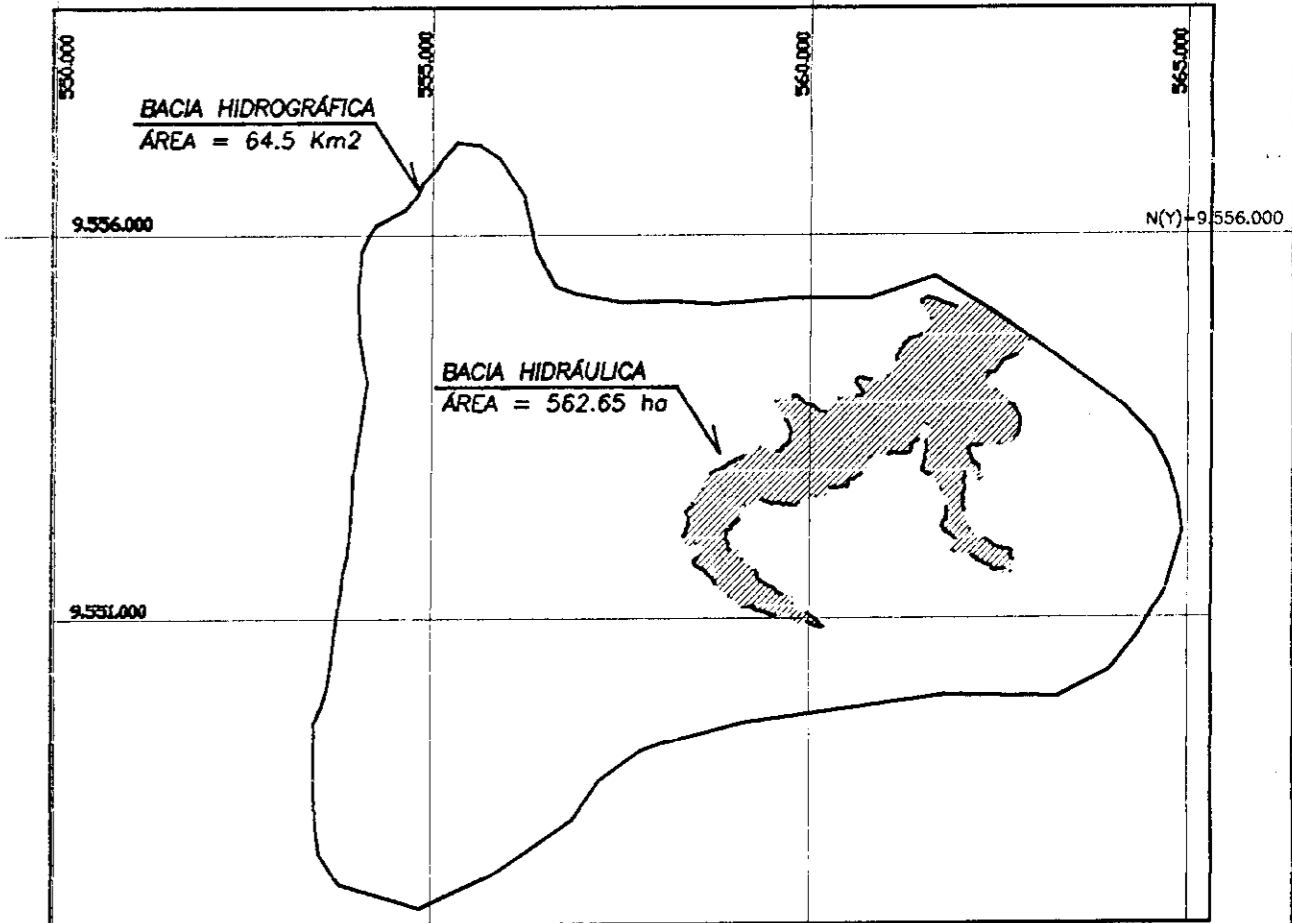 550.000
555.000
560.000
565.000
BACIA HIDROGRÁFICA
ÁREA = 64.5 Km2
9.556.000
N(Y)=9.556.000
BACIA HIDRÁULICA
ÁREA = 562.65 ha
9.551.000